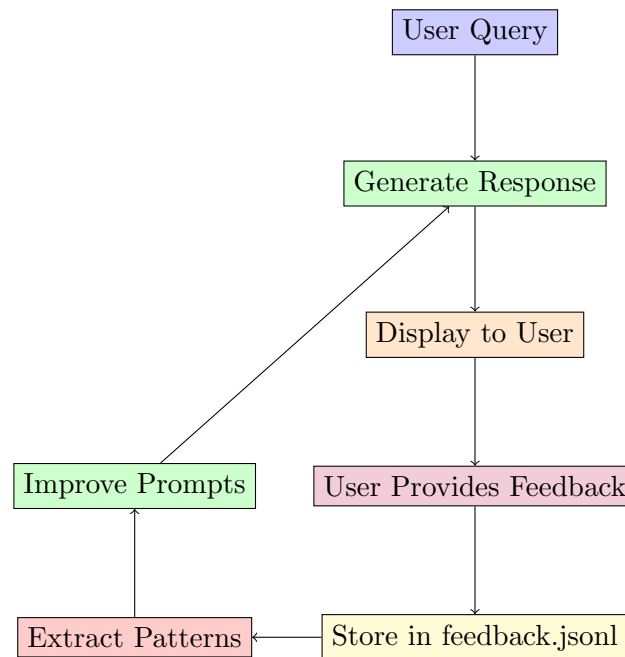 User Query
Generate Response
Display to User
Improve Prompts
User Provides Feedback
Extract Patterns
Store in feedback.jsonl